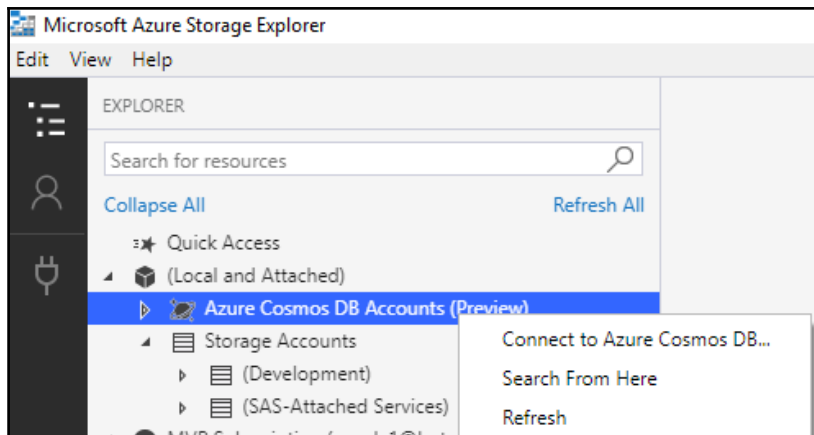 Microsoft Azure Storage Explorer
Edit View Help
EXPLORER
Search for resources
Collapse All Refresh All
Quick Access
(Local and Attached)
Azure Cosmos DB Accounts (Preview)
Storage Accounts
(Development)
(SAS-Attached Services)
Connect to Azure Cosmos DB...
Search From Here
Refresh